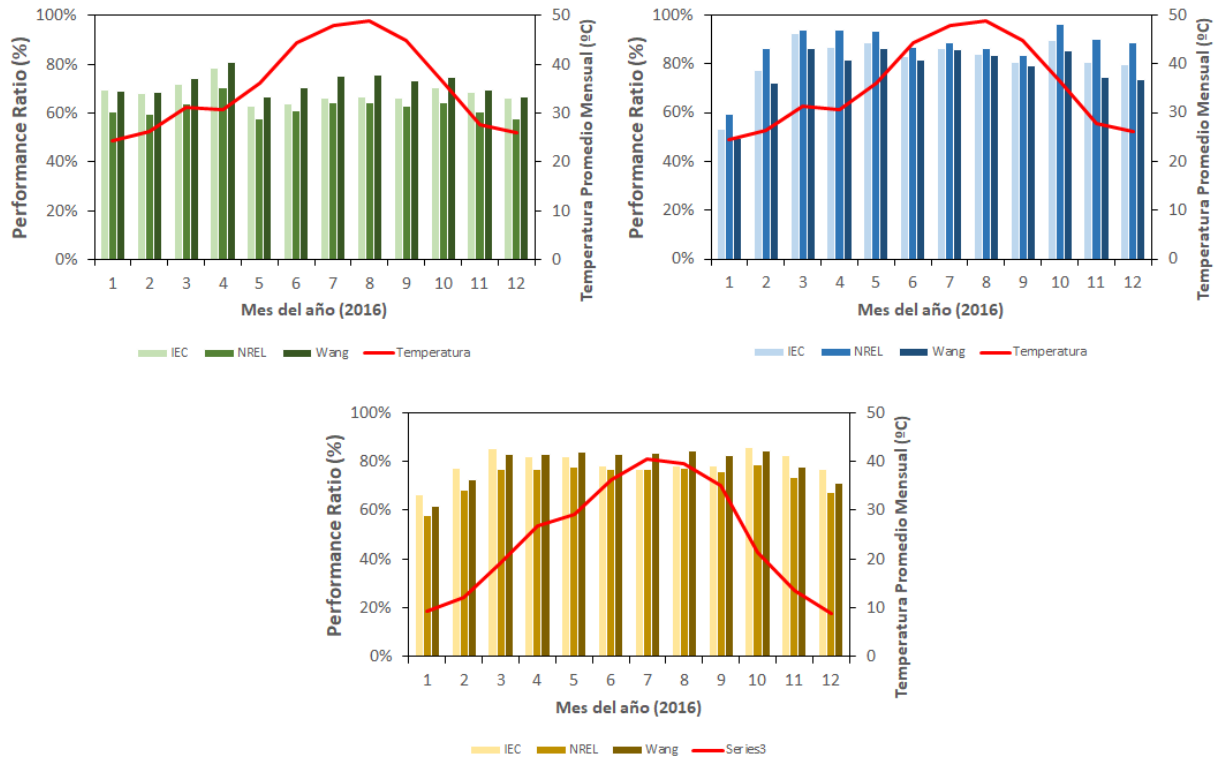 Performance Ratio (%)
100%
80%
60%
40%
20%
0%
50
40
30
20
10
0
Temperatura Promedio Mensual (ºC)
1 2 3 4 5 6 7 8 9 10 11 12
Mes del año (2016)
IEC NREL Wang Temperatura
Performance Ratio (%)
100%
80%
60%
40%
20%
0%
50
40
30
20
10
0
Temperatura Promedio Mensual (ºC)
1 2 3 4 5 6 7 8 9 10 11 12
Mes del año (2016)
IEC NREL Wang Temperatura
Performance Ratio (%)
100%
80%
60%
40%
20%
0%
50
40
30
20
10
0
Temperatura Promedio Mensual (ºC)
1 2 3 4 5 6 7 8 9 10 11 12
Mes del año (2016)
IEC NREL Wang Series3